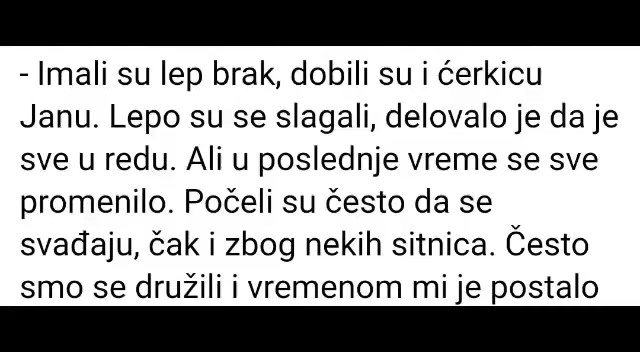 - Imali su lep brak, dobili su i ćerkicu
Janu. Lepo su se slagali, delovalo je da je
sve u redu. Ali u poslednje vreme se sve
promenilo. Počeli su često da se
svađaju, čak i zbog nekih sitnica. Često
smo se družili i vremenom mi je postalo